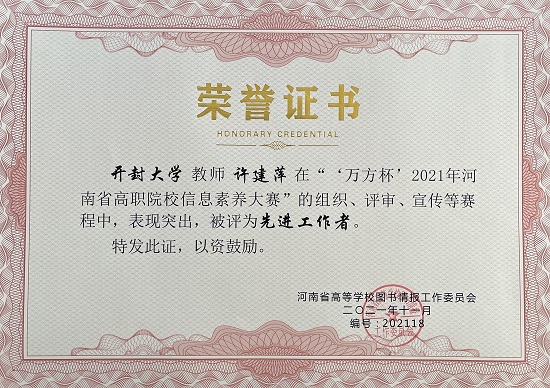 荣誉证书
HONORARY CREDENTIAL
开封大学 教师 许建萍 在“‘万方杯’2021年河
南省高职院校信息素养大赛”的组织、评审、宣传等赛
程中，表现突出，被评为先进工作者。
特发此证，以资鼓励。
河南省高等学校图书情报工作委员会
二〇二一年十一月
编号：202118
工作委员会